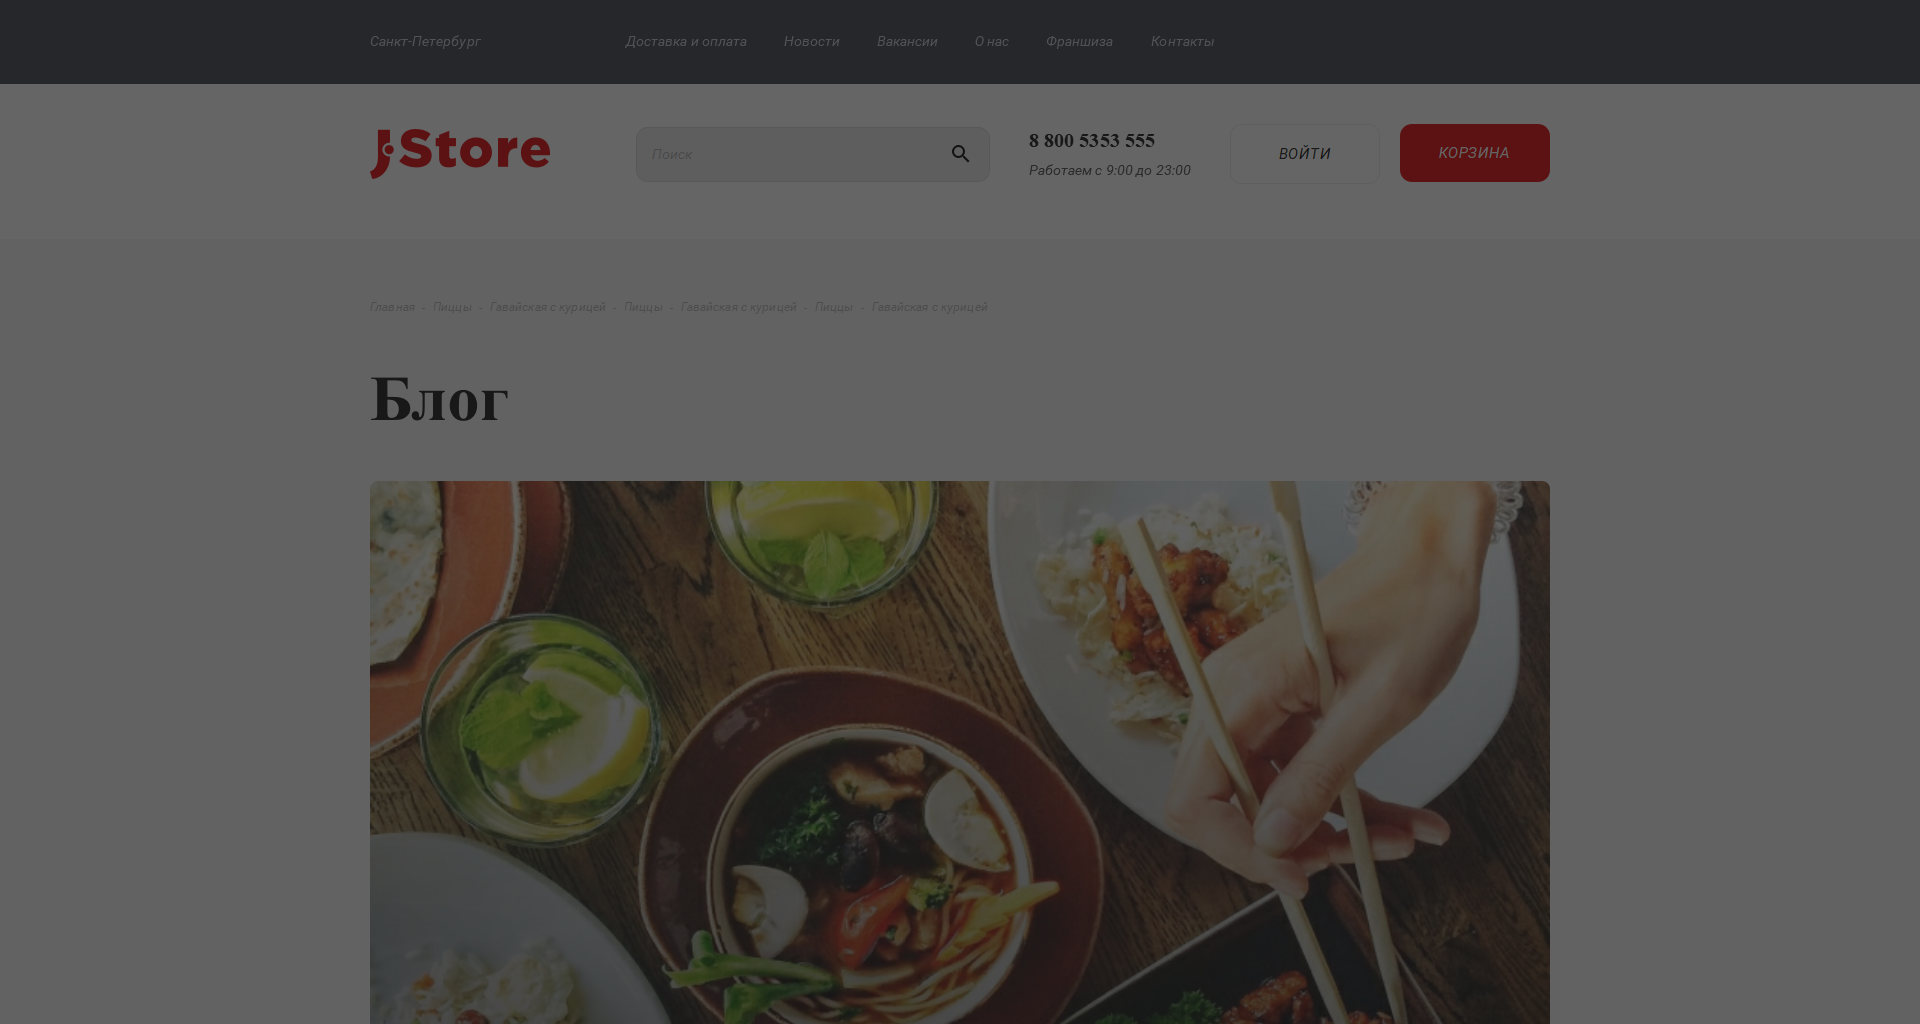 Санкт-Петербург
Доставка и оплата Новости Вакансии О нас Франшиза Контакты
JStore
Поиск
8 800 5353 555
Работаем с 9:00 до 23:00
ВОЙТИ
КОРЗИНА
Главная - Пиццы - Гавайская с курицей - Пиццы - Гавайская с курицей - Пиццы - Гавайская с курицей
Блог